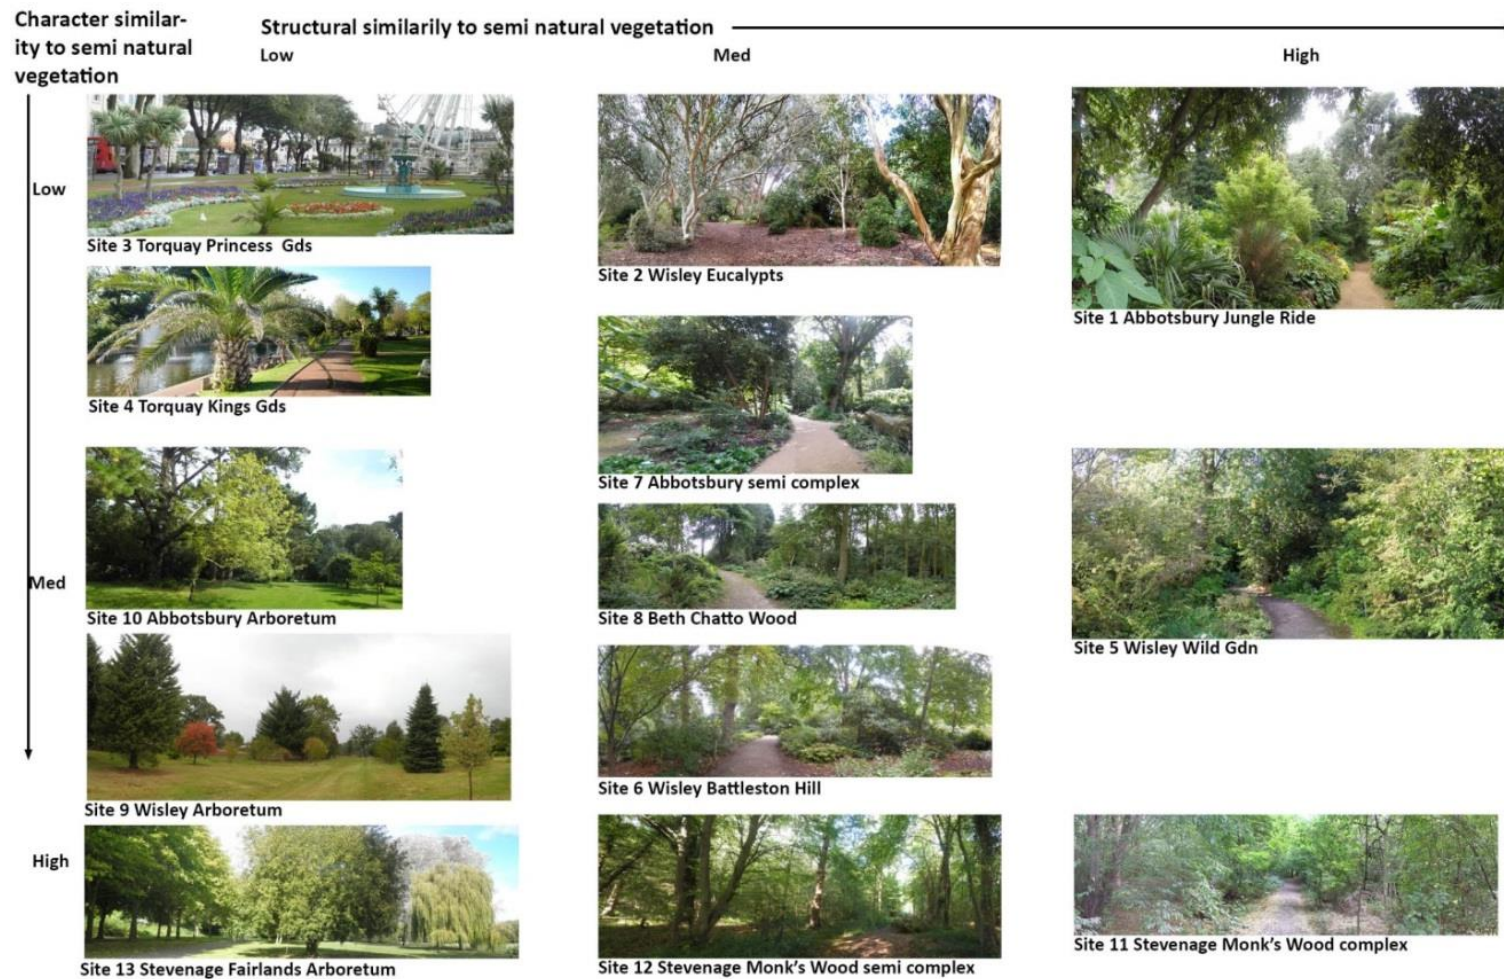 Character similar-
ity to semi natural
vegetation
Structural similarily to semi natural vegetation
Low
Med
High
Low
Site 3 Torquay Princess Gds
Site 2 Wisley Eucalypts
Site 1 Abbotsbury Jungle Ride
Site 4 Torquay Kings Gds
Site 7 Abbotsbury semi complex
Med
Site 10 Abbotsbury Arboretum
Site 8 Beth Chatto Wood
Site 5 Wisley Wild Gdn
Site 9 Wisley Arboretum
Site 6 Wisley Battleston Hill
High
Site 13 Stevenage Fairlands Arboretum
Site 12 Stevenage Monk's Wood semi complex
Site 11 Stevenage Monk's Wood complex